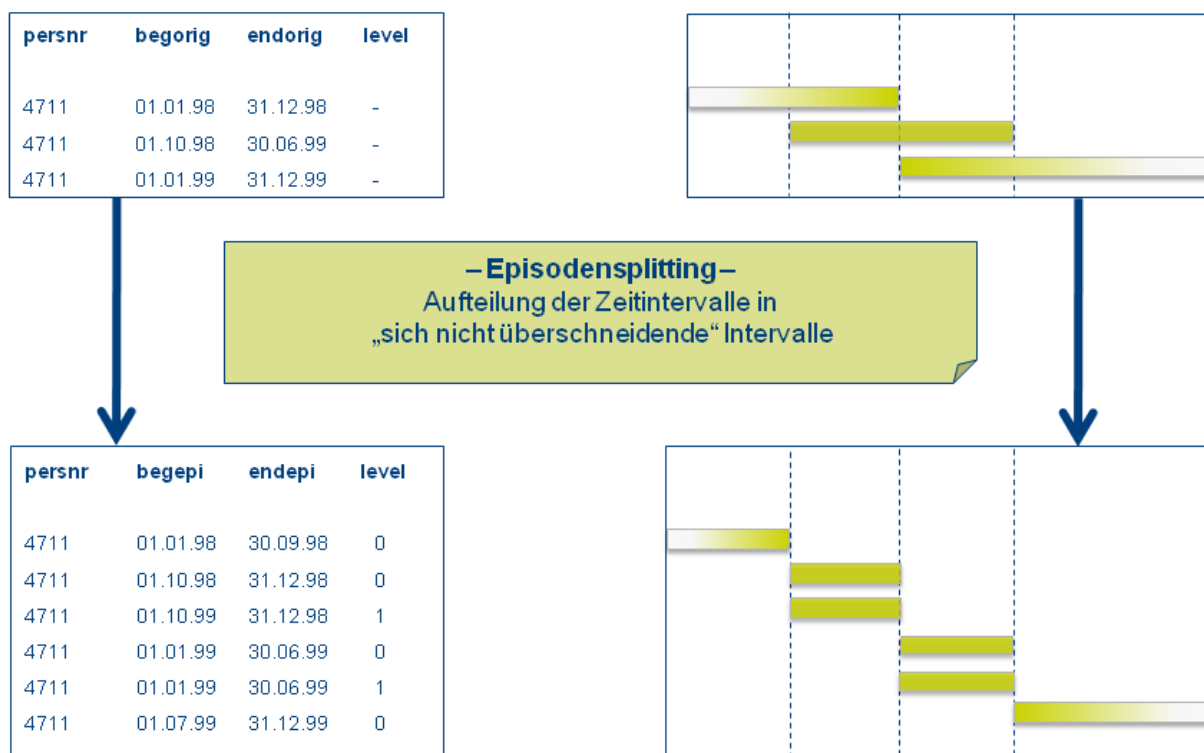 persnr begorig endorig level
4711 01.01.98 31.12.98 -
4711 01.10.98 30.06.99 -
4711 01.01.99 31.12.99 -
–Episodensplitting–
Aufteilung der Zeitintervalle in
„sich nicht überschneidende“ Intervalle
persnr begepi endepi level
4711 01.01.98 30.09.98 0
4711 01.10.98 31.12.98 0
4711 01.10.99 31.12.98 1
4711 01.01.99 30.06.99 0
4711 01.01.99 30.06.99 1
4711 01.07.99 31.12.99 0